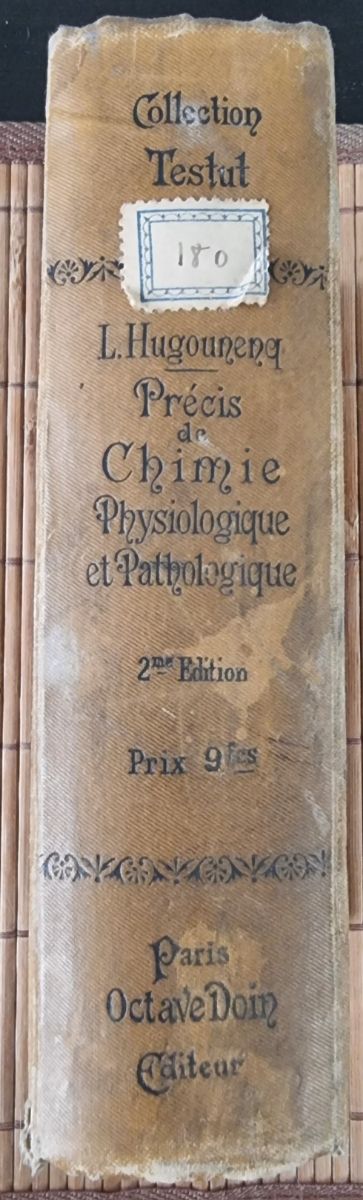 Collection
Testut
180
L. Hugounenq
Précis
de
Chimie
Physiologique
et Pathologique
2me Edition
Prix 9fcs
Paris
Octave Doin
Editeur